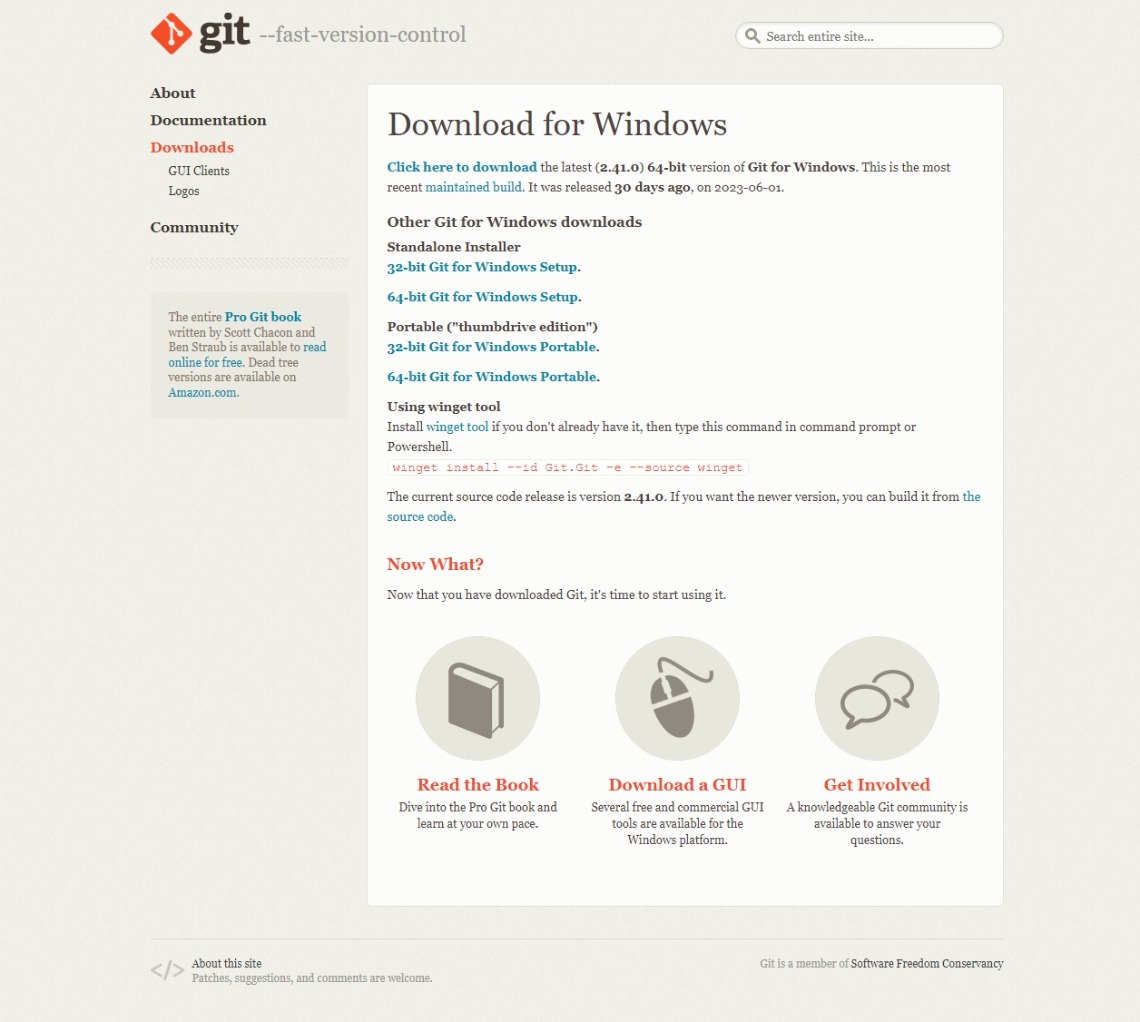 git --fast-version-control
Search entire site...
About
Documentation
Downloads
GUI Clients
Logos
Community
The entire Pro Git book
written by Scott Chacon and
Ben Straub is available to read
online for free. Dead tree
versions are available on
Amazon.com.
Download for Windows
Click here to download the latest (2.41.0) 64-bit version of Git for Windows. This is the most
recent maintained build. It was released 30 days ago, on 2023-06-01.
Other Git for Windows downloads
Standalone Installer
32-bit Git for Windows Setup.
64-bit Git for Windows Setup.
Portable ("thumbdrive edition")
32-bit Git for Windows Portable.
64-bit Git for Windows Portable.
Using winget tool
Install winget tool if you don't already have it, then type this command in command prompt or
Powershell.
winget install --id Git.Git -e --source winget
The current source code release is version 2.41.0. If you want the newer version, you can build it from the
source code.
Now What?
Now that you have downloaded Git, it's time to start using it.
Read the Book
Dive into the Pro Git book and
learn at your own pace.
Download a GUI
Several free and commercial GUI
tools are available for the
Windows platform.
Get Involved
A knowledgeable Git community is
available to answer your
questions.
</> About this site
Patches, suggestions, and comments are welcome.
Git is a member of Software Freedom Conservancy